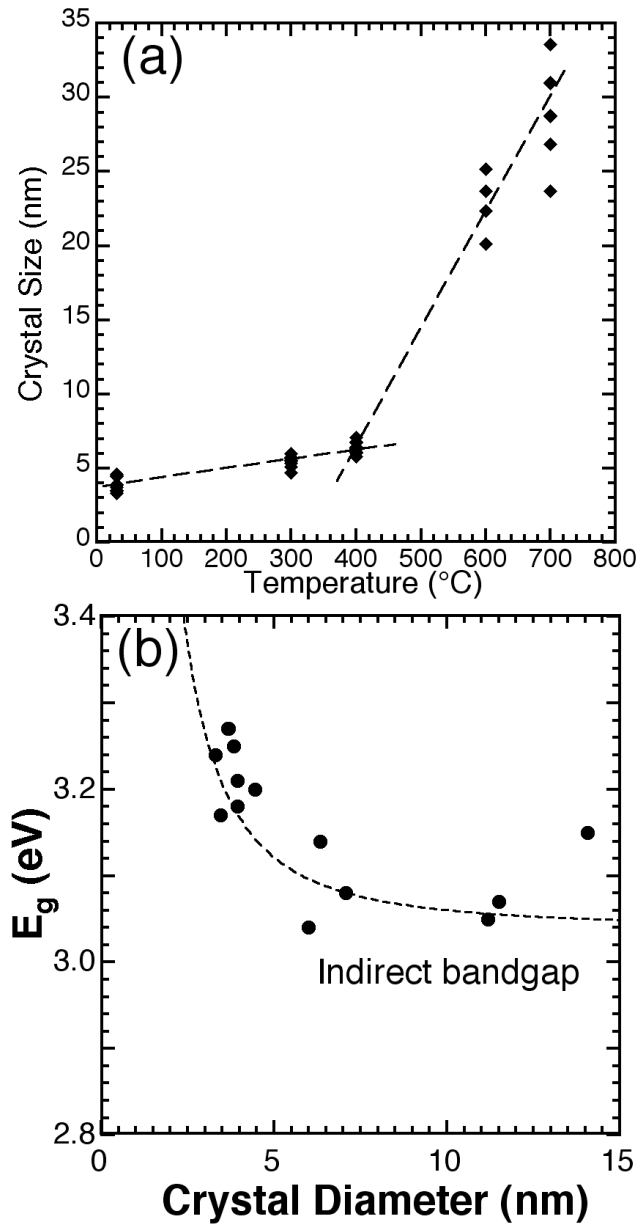 (a)
35
30
25
20
15
10
5
0
Crystal Size (nm)
0 100 200 300 400 500 600 700 800
Temperature (°C)
(b)
3.4
3.2
3.0
2.8
E_g (eV)
Indirect bandgap
0 5 10 15
Crystal Diameter (nm)